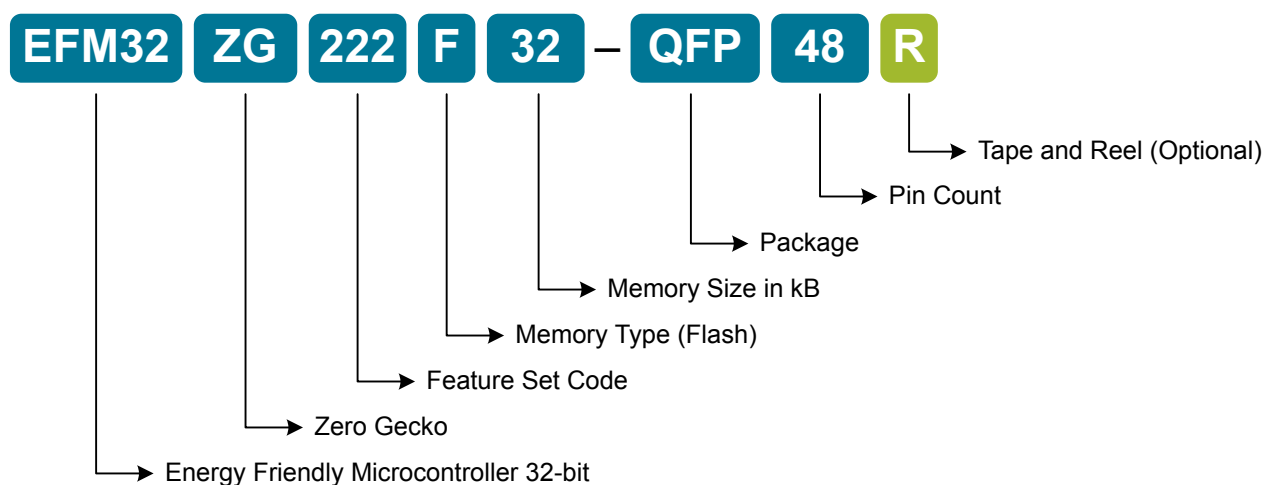 EFM32 ZG 222 F 32 – QFP 48 R
Tape and Reel (Optional)
Pin Count
Package
Memory Size in kB
Memory Type (Flash)
Feature Set Code
Zero Gecko
Energy Friendly Microcontroller 32-bit